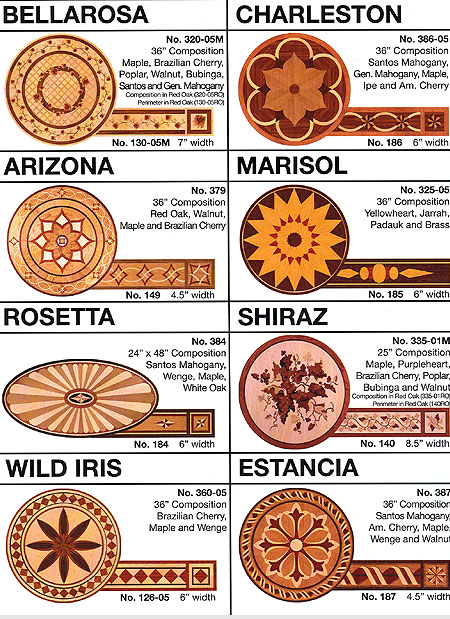 BELLAROSA
No. 320-05M
36" Composition
Maple, Brazilian Cherry,
Poplar, Walnut, Bubinga,
Santos and Gen. Mahogany
Composition in Red Oak (320-05RO)
Perimeter in Red Oak (130-05RO)
No. 130-05M 7" width
CHARLESTON
No. 386-05
36" Composition
Santos Mahogany,
Gen. Mahogany, Maple,
Ipe and Am. Cherry
No. 186 6" width
ARIZONA
No. 379
36" Composition
Red Oak, Walnut,
Maple and Brazilian Cherry
No. 149 4.5" width
MARISOL
No. 325-05
36" Composition
Yellowheart, Jarrah,
Padauk and Brass
No. 185 6" width
ROSETTA
No. 384
24" x 48" Composition
Santos Mahogany,
Wenge, Maple,
White Oak
No. 184 6" width
SHIRAZ
No. 335-01M
25" Composition
Maple, Purpleheart,
Brazilian Cherry, Poplar,
Bubinga and Walnut
Composition in Red Oak (335-01RO)
Perimeter in Red Oak (140RO)
No. 140 8.5" width
WILD IRIS
No. 360-05
36" Composition
Brazilian Cherry,
Maple and Wenge
No. 126-05 6" width
ESTANCIA
No. 387
36" Composition
Santos Mahogany,
Am. Cherry, Maple,
Wenge and Walnut
No. 187 4.5" width